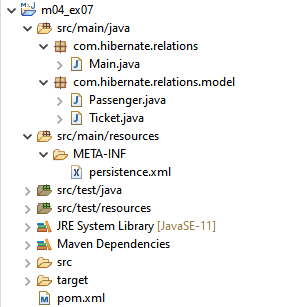 m04_ex07
src/main/java
com.hibernate.relations
Main.java
com.hibernate.relations.model
Passenger.java
Ticket.java
src/main/resources
META-INF
persistence.xml
src/test/java
src/test/resources
JRE System Library [JavaSE-11]
Maven Dependencies
src
target
pom.xml